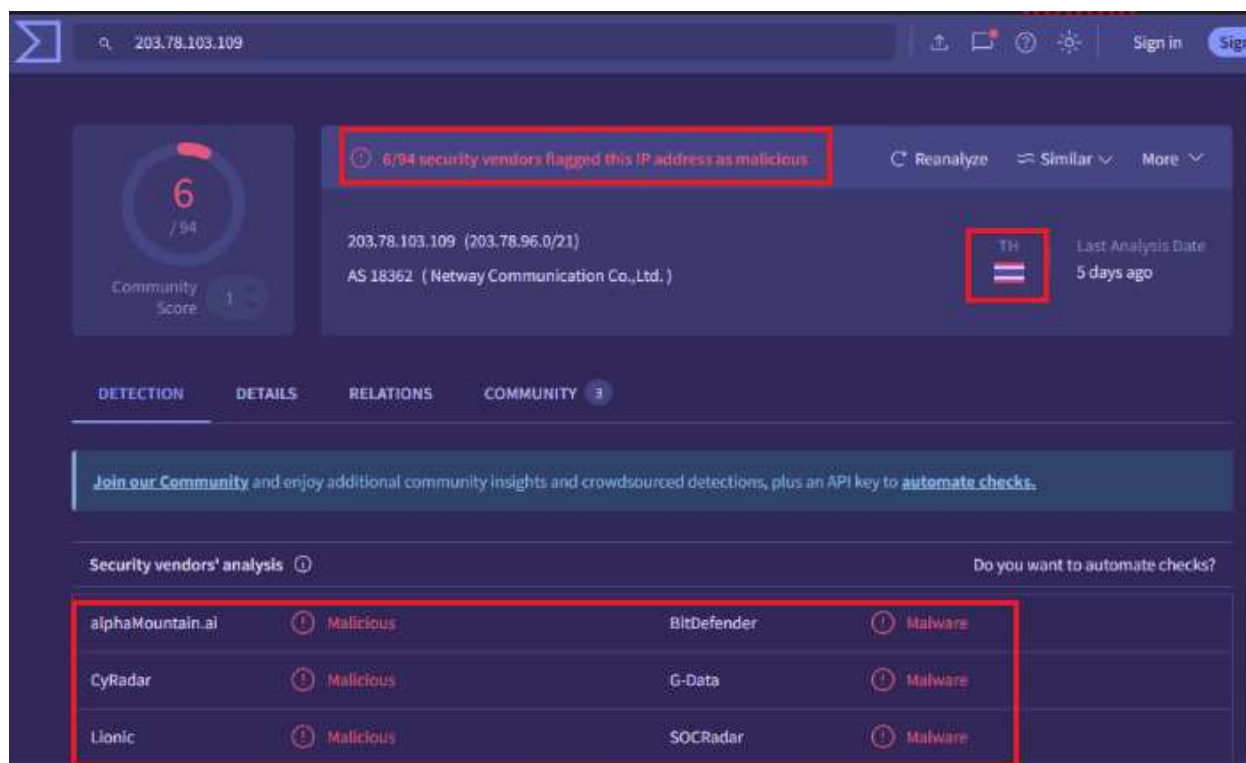 203.78.103.109
Sign in
6/94 security vendors flagged this IP address as malicious
Reanalyze
Similar
More
6
/ 94
Community Score
1
203.78.103.109 (203.78.96.0/21)
AS 18362 ( Netway Communication Co.,Ltd. )
TH
Last Analysis Date
5 days ago
DETECTION
DETAILS
RELATIONS
COMMUNITY 3
Join our Community and enjoy additional community insights and crowdsourced detections, plus an API key to automate checks.
Security vendors' analysis
Do you want to automate checks?
alphaMountain.ai Malicious BitDefender Malware
CyRadar Malicious G-Data Malware
Lionic Malicious SOCRadar Malware